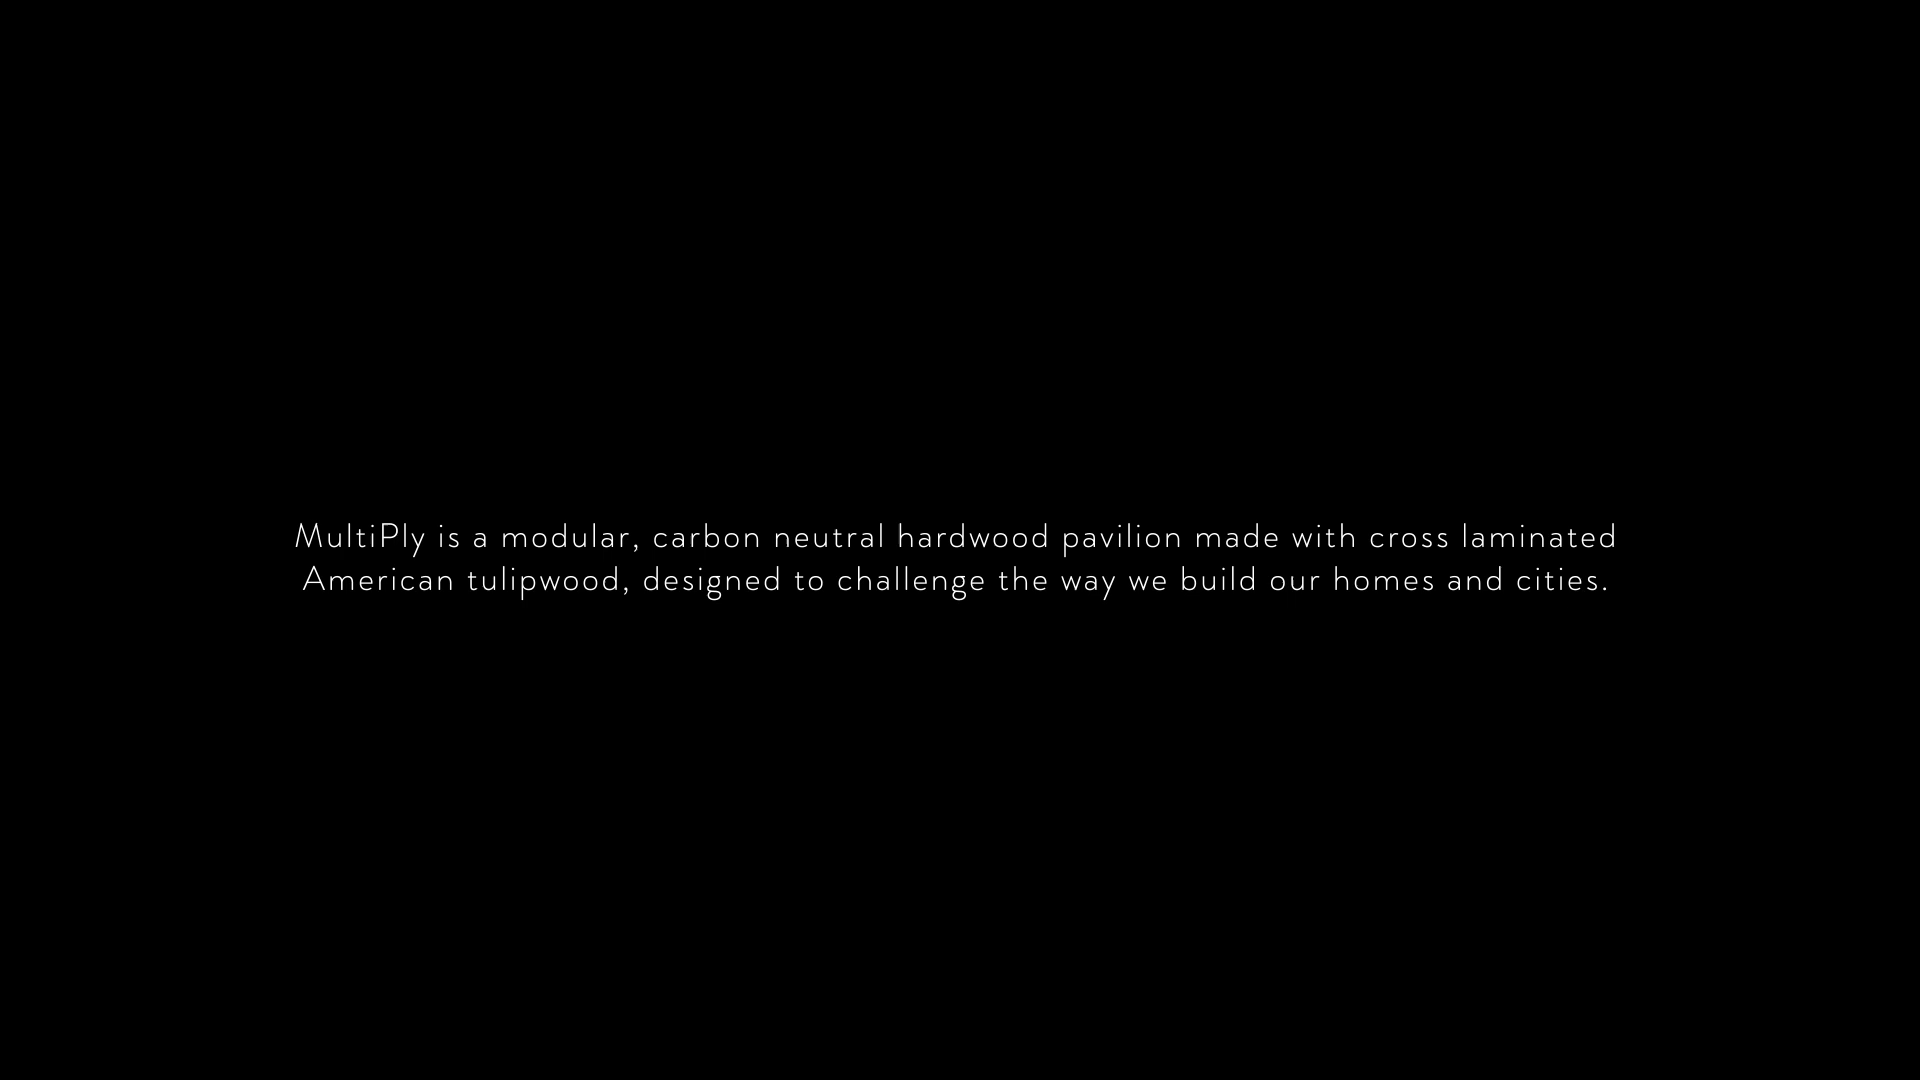 MultiPly is a modular, carbon neutral hardwood pavilion made with cross laminated
American tulipwood, designed to challenge the way we build our homes and cities.